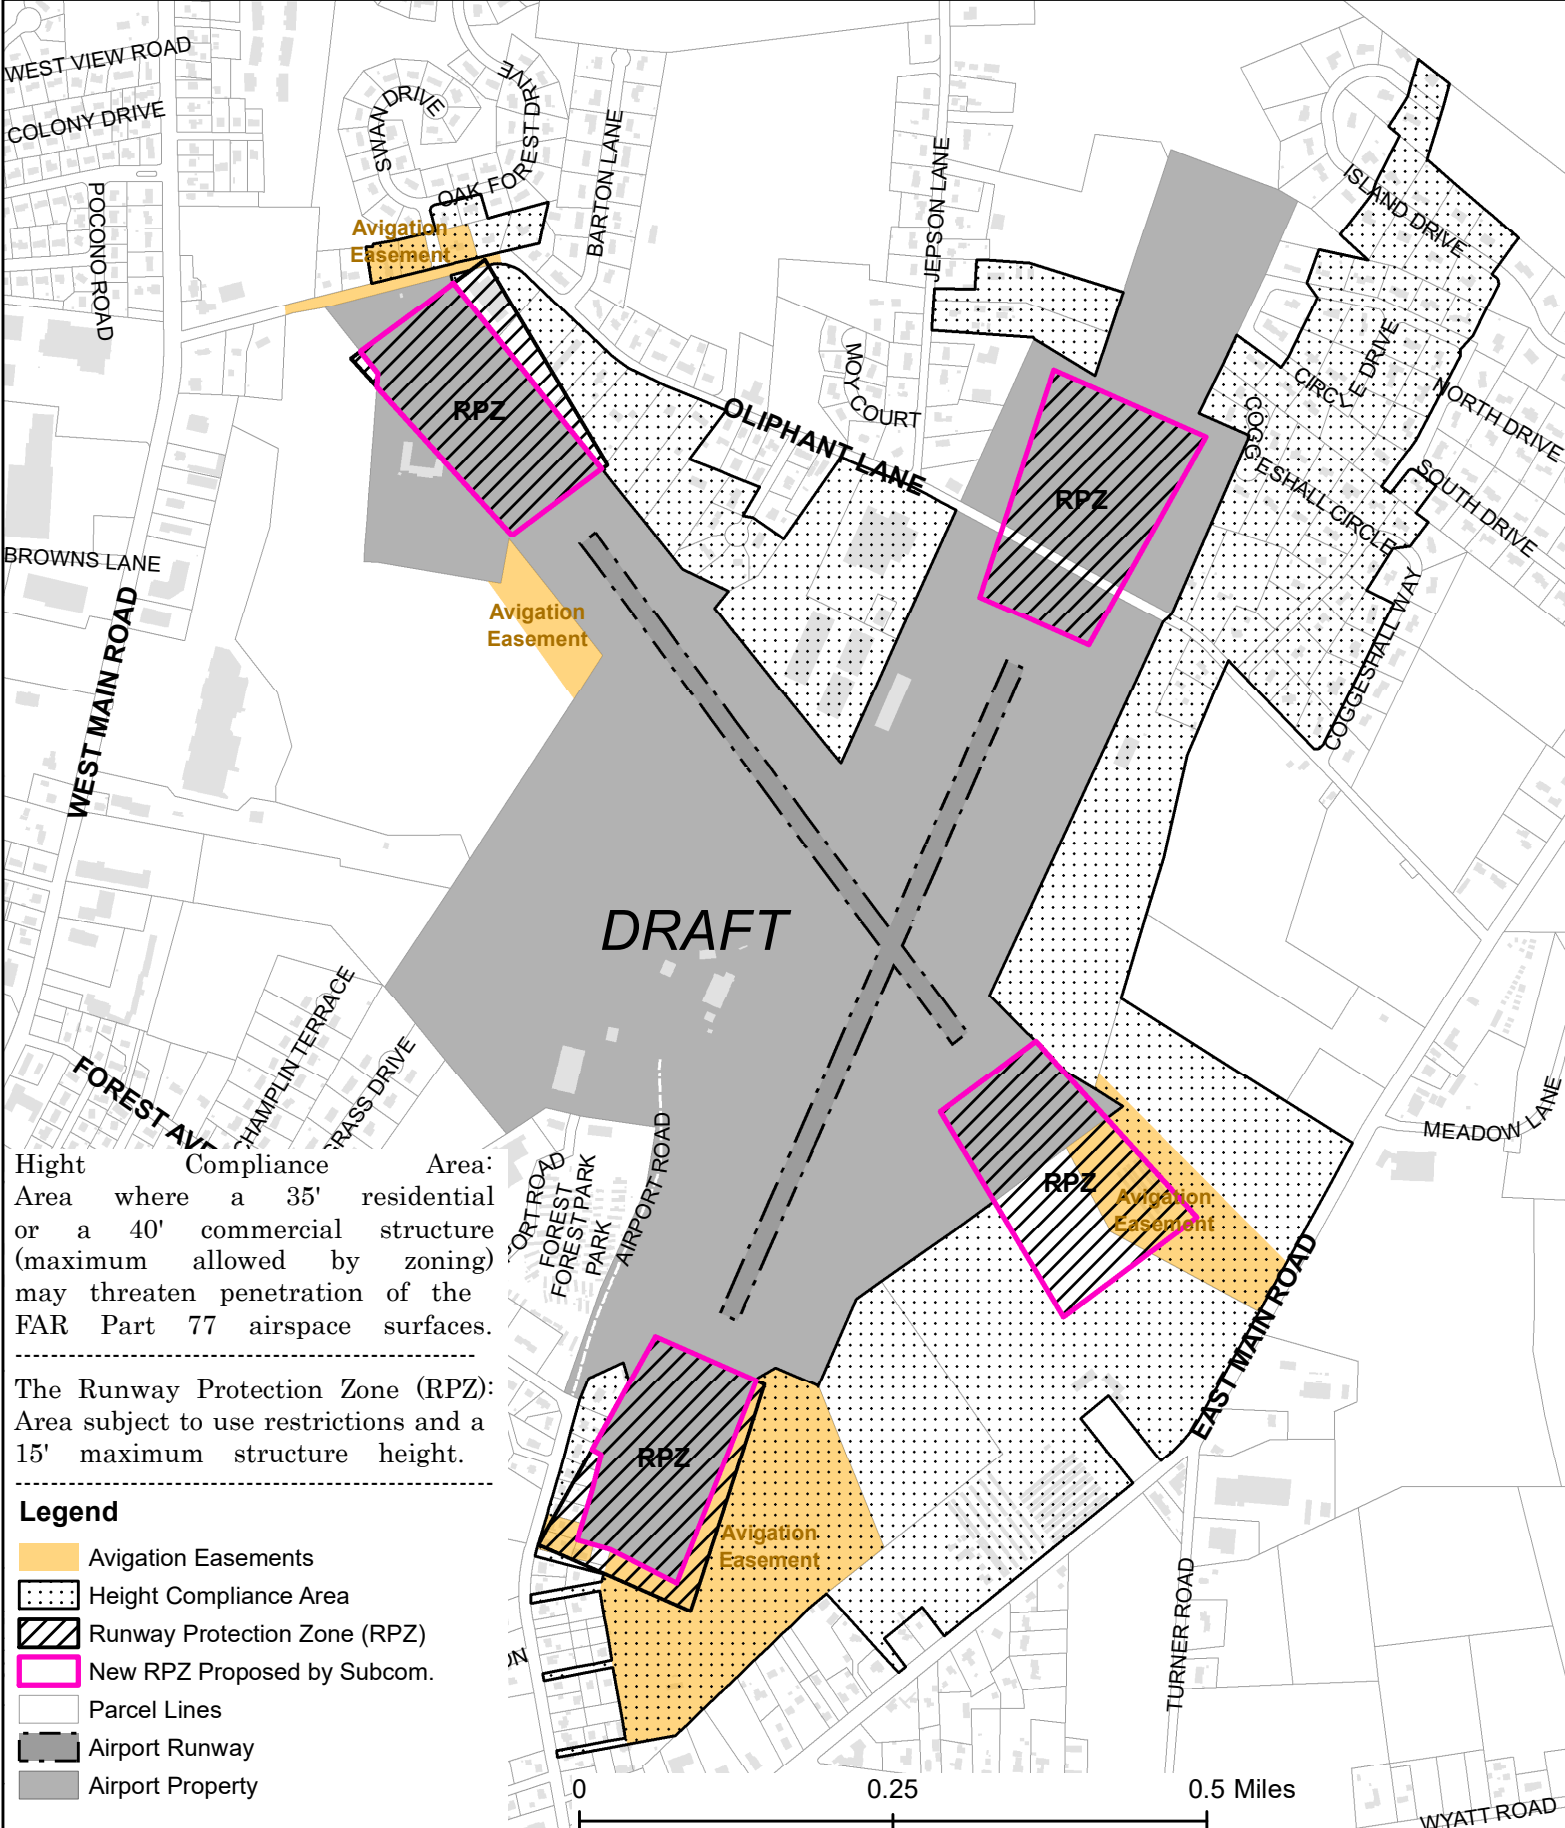 WEST VIEW ROAD
COLONY DRIVE
POCONO ROAD
SWAN DRIVE
OAK FOREST DRIVE
DRIVE
BARTON LANE
JEPSON LANE
ISLAND DRIVE
Avigation
Easement
RPZ
MOY COURT
OLIPHANT LANE
RPZ
CIRCLE DRIVE
NORTH DRIVE
SOUTH DRIVE
COGGESHALL CIRCLE
COGGESHALL WAY
BROWNS LANE
WEST MAIN ROAD
Avigation
Easement
DRAFT
CHAMPLIN TERRACE
GRASS DRIVE
FOREST AVE
MEADOW LANE
RPZ
Avigation
Easement
PORT ROAD
FOREST
FOREST PARK
PARK
AIRPORT ROAD
EAST MAIN ROAD
Hight Compliance Area:
Area where a 35' residential
or a 40' commercial structure
(maximum allowed by zoning)
may threaten penetration of the
FAR Part 77 airspace surfaces.
The Runway Protection Zone (RPZ):
Area subject to use restrictions and a
15' maximum structure height.
RPZ
Avigation
Easement
TURNER ROAD
ON
WYATT ROAD
Legend
Avigation Easements
Height Compliance Area
Runway Protection Zone (RPZ)
New RPZ Proposed by Subcom.
Parcel Lines
Airport Runway
Airport Property
0 0.25 0.5 Miles